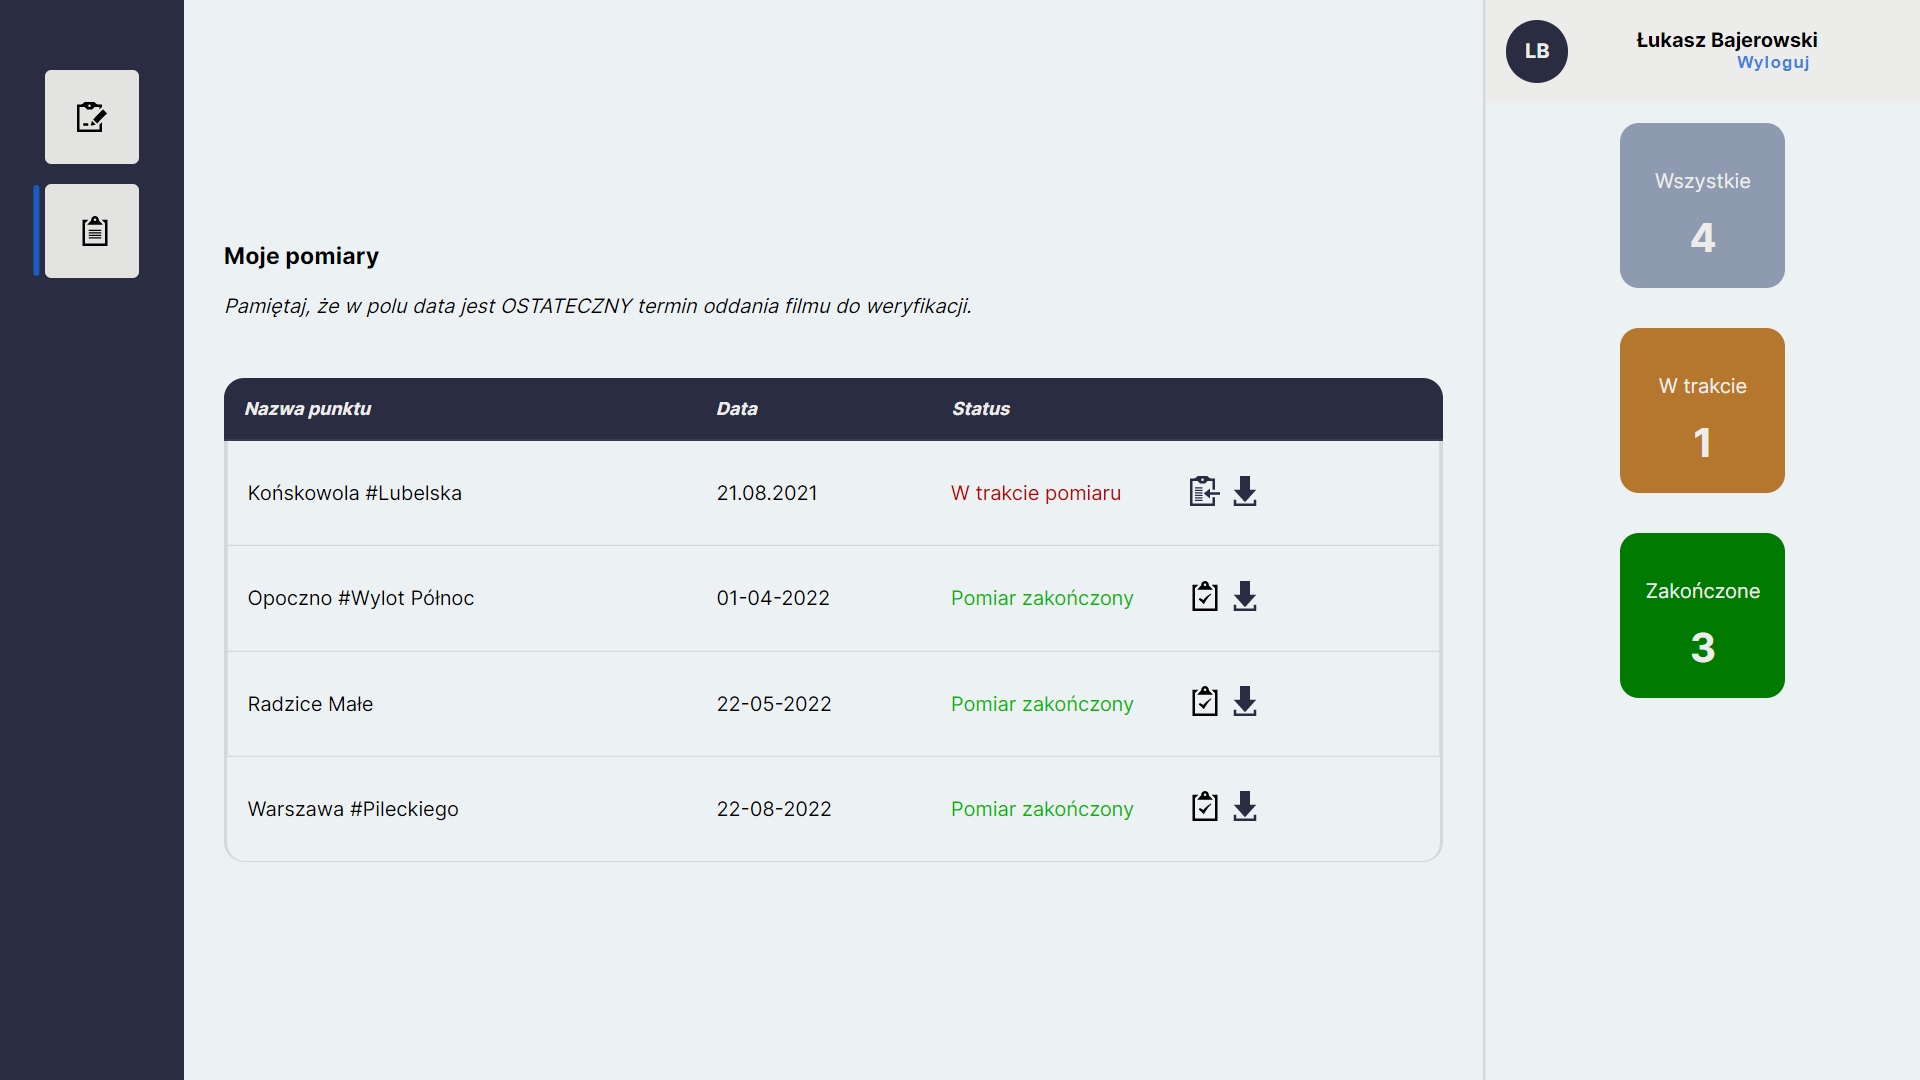 LB
Łukasz Bajerowski
Wyloguj
Wszystkie
4
W trakcie
1
Zakończone
3
Moje pomiary
Pamiętaj, że w polu data jest OSTATECZNY termin oddania filmu do weryfikacji.
Nazwa punktu Data Status
Końskowola #Lubelska 21.08.2021 W trakcie pomiaru
Opoczno #Wylot Północ 01-04-2022 Pomiar zakończony
Radzice Małe 22-05-2022 Pomiar zakończony
Warszawa #Pileckiego 22-08-2022 Pomiar zakończony